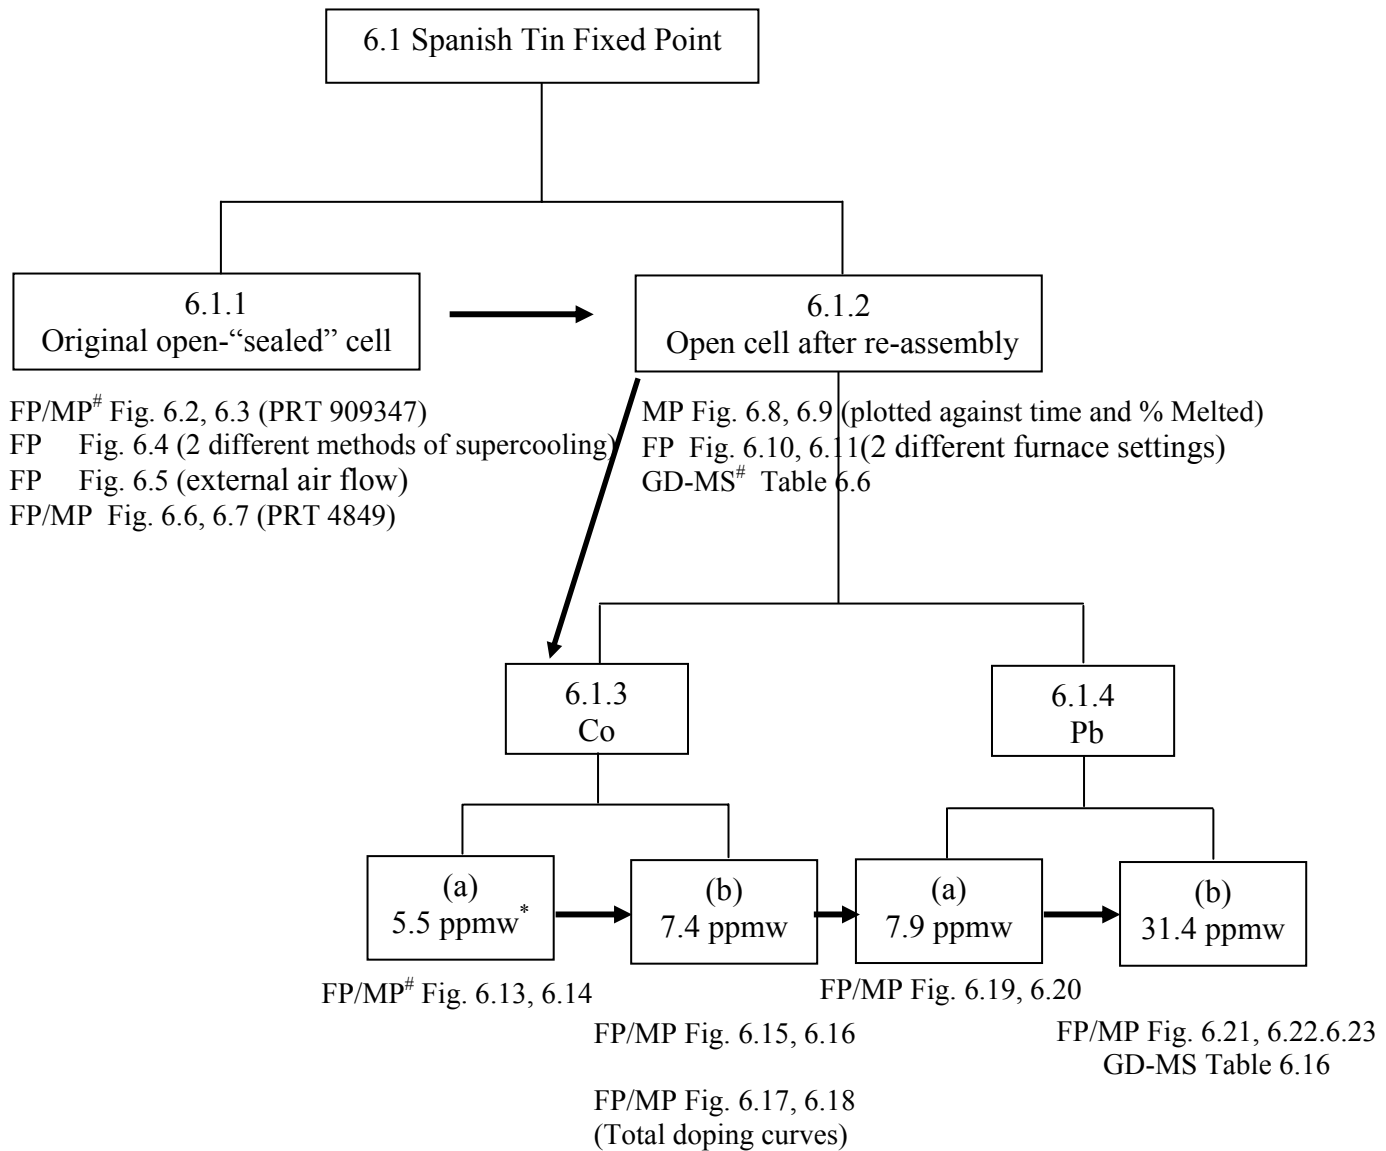 6.1 Spanish Tin Fixed Point
6.1.1
Original open-“sealed” cell
6.1.2
Open cell after re-assembly
FP/MP# Fig. 6.2, 6.3 (PRT 909347)
FP Fig. 6.4 (2 different methods of supercooling)
FP Fig. 6.5 (external air flow)
FP/MP Fig. 6.6, 6.7 (PRT 4849)
MP Fig. 6.8, 6.9 (plotted against time and % Melted)
FP Fig. 6.10, 6.11(2 different furnace settings)
GD-MS# Table 6.6
6.1.3
Co
6.1.4
Pb
(a)
5.5 ppmw*
(b)
7.4 ppmw
(a)
7.9 ppmw
(b)
31.4 ppmw
FP/MP# Fig. 6.13, 6.14
FP/MP Fig. 6.15, 6.16
FP/MP Fig. 6.17, 6.18
(Total doping curves)
FP/MP Fig. 6.19, 6.20
FP/MP Fig. 6.21, 6.22.6.23
GD-MS Table 6.16